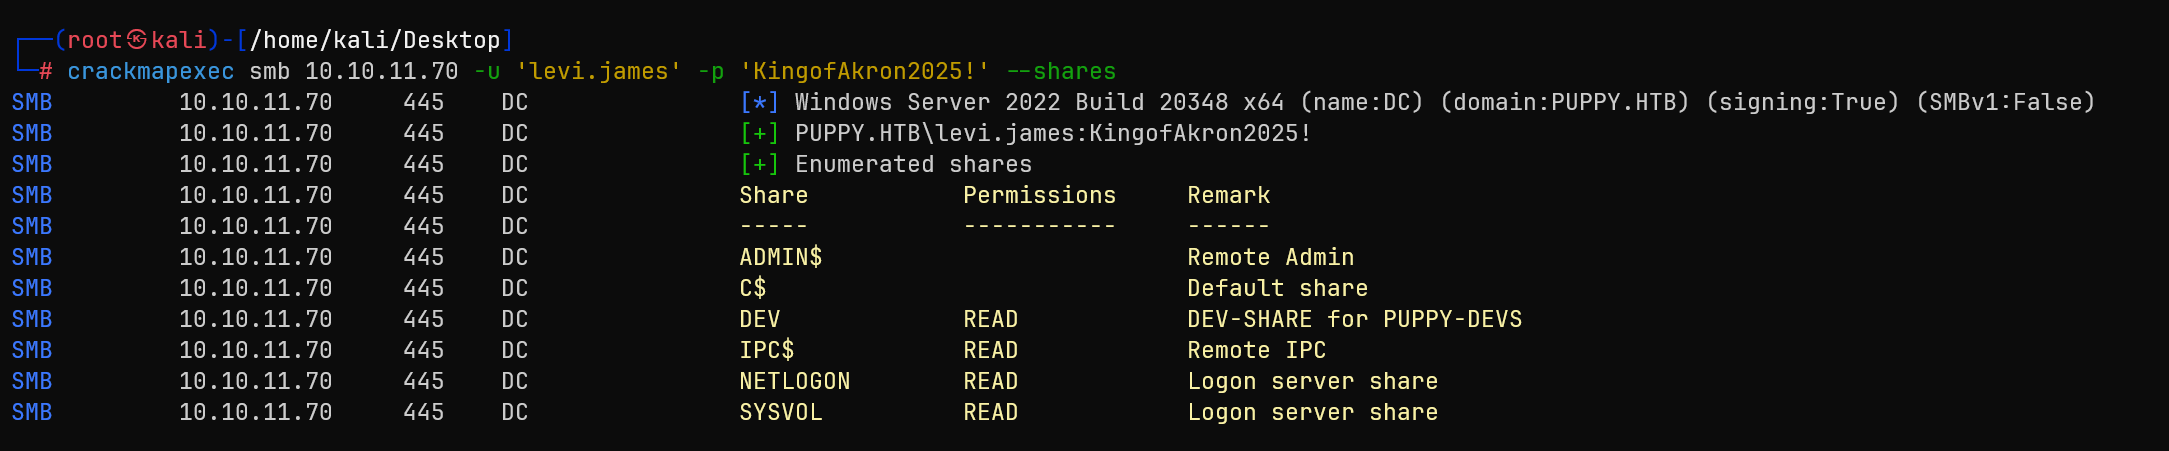 ┌──(root㉿kali)-[/home/kali/Desktop]
└─# crackmapexec smb 10.10.11.70 -u 'levi.james' -p 'KingofAkron2025!' --shares
SMB         10.10.11.70     445    DC               [*] Windows Server 2022 Build 20348 x64 (name:DC) (domain:PUPPY.HTB) (signing:True) (SMBv1:False)
SMB         10.10.11.70     445    DC               [+] PUPPY.HTB\levi.james:KingofAkron2025!
SMB         10.10.11.70     445    DC               [+] Enumerated shares
SMB         10.10.11.70     445    DC               Share           Permissions     Remark
SMB         10.10.11.70     445    DC               -----           -----------     ------
SMB         10.10.11.70     445    DC               ADMIN$                          Remote Admin
SMB         10.10.11.70     445    DC               C$                              Default share
SMB         10.10.11.70     445    DC               DEV             READ            DEV-SHARE for PUPPY-DEVS
SMB         10.10.11.70     445    DC               IPC$            READ            Remote IPC
SMB         10.10.11.70     445    DC               NETLOGON        READ            Logon server share
SMB         10.10.11.70     445    DC               SYSVOL          READ            Logon server share